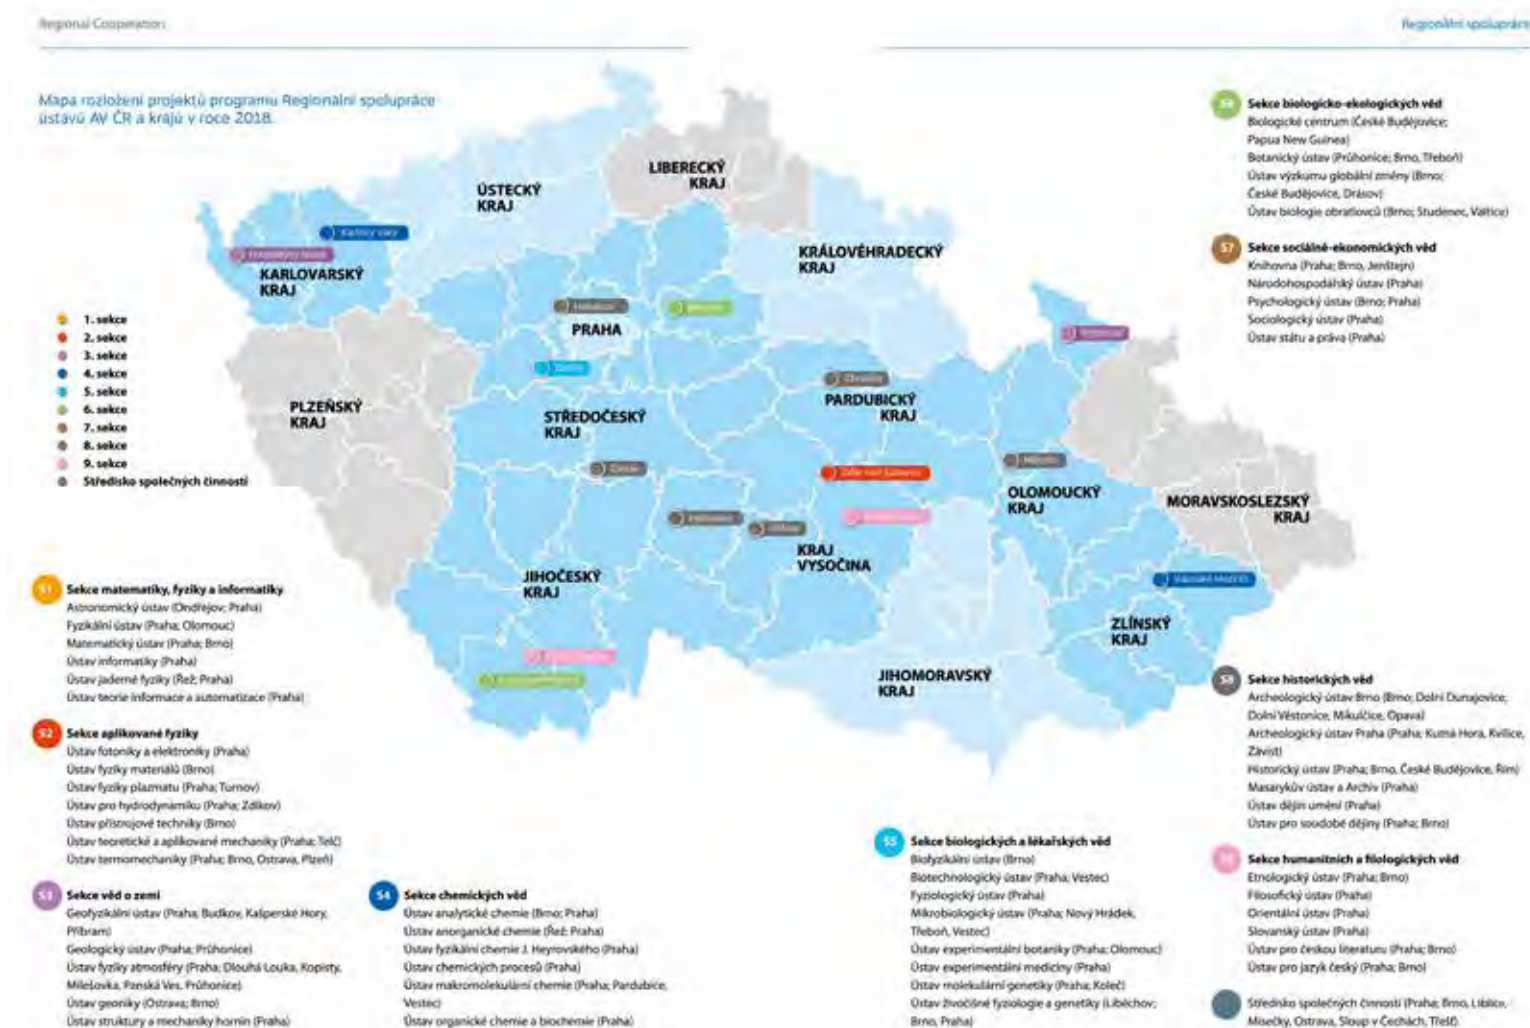 Regional Cooperation
Regionální spolupráce
Mapa rozložení projektů programu Regionální spolupráce
ústavů AV ČR a krajů v roce 2018.
LIBERECKÝ
KRAJ
ÚSTECKÝ
KRAJ
KRÁLOVÉHRADECKÝ
KRAJ
Karlovy Vary
KARLOVARSKÝ
KRAJ
PRAHA
PLZEŇSKÝ
KRAJ
STŘEDOČESKÝ
KRAJ
PARDUBICKÝ
KRAJ
Žďár nad Sázavou
OLOMOUCKÝ
KRAJ
MORAVSKOSLEZSKÝ
KRAJ
KRAJ
VYSOČINA
JIHOČESKÝ
KRAJ
Valašské Meziříčí
ZLÍNSKÝ
KRAJ
JIHOMORAVSKÝ
KRAJ
1. sekce
2. sekce
3. sekce
4. sekce
5. sekce
6. sekce
7. sekce
8. sekce
9. sekce
Středisko společných činností
S1 Sekce matematiky, fyziky a informatiky
Astronomický ústav (Ondřejov; Praha)
Fyzikální ústav (Praha; Olomouc)
Matematický ústav (Praha; Brno)
Ústav informatiky (Praha)
Ústav jaderné fyziky (Řež; Praha)
Ústav teorie informace a automatizace (Praha)
S2 Sekce aplikované fyziky
Ústav fotoniky a elektroniky (Praha)
Ústav fyziky materiálů (Brno)
Ústav fyziky plazmatu (Praha; Turnov)
Ústav pro hydrodynamiku (Praha; Zdíkov)
Ústav přístrojové techniky (Brno)
Ústav teoretické a aplikované mechaniky (Praha; Telč)
Ústav termomechaniky (Praha; Brno, Ostrava, Plzeň)
S3 Sekce věd o zemi
Geofyzikální ústav (Praha; Budkov, Kašperské Hory,
Příbram)
Geologický ústav (Praha; Průhonice)
Ústav fyziky atmosféry (Praha; Dlouhá Louka, Kopisty,
Milešovka, Panská Ves, Průhonice)
Ústav geoniky (Ostrava; Brno)
Ústav struktury a mechaniky hornin (Praha)
S4 Sekce chemických věd
Ústav analytické chemie (Brno; Praha)
Ústav anorganické chemie (Řež; Praha)
Ústav fyzikální chemie J. Heyrovského (Praha)
Ústav chemických procesů (Praha)
Ústav makromolekulární chemie (Praha; Pardubice,
Vestec)
Ústav organické chemie a biochemie (Praha)
S5 Sekce biologických a lékařských věd
Biofyzikální ústav (Brno)
Biotechnologický ústav (Praha; Vestec)
Fyziologický ústav (Praha)
Mikrobiologický ústav (Praha; Nový Hrádek,
Třeboň, Vestec)
Ústav experimentální botaniky (Praha; Olomouc)
Ústav experimentální medicíny (Praha)
Ústav molekulární genetiky (Praha; Koleč)
Ústav živočišné fyziologie a genetiky (Liběchov;
Brno, Praha)
S6 Sekce biologicko-ekologických věd
Biologické centrum (České Budějovice;
Papua New Guinea)
Botanický ústav (Průhonice; Brno, Třeboň)
Ústav výzkumu globální změny (Brno;
České Budějovice, Drásov)
Ústav biologie obratlovců (Brno; Studenec, Valtice)
S7 Sekce sociálně-ekonomických věd
Knihovna (Praha; Brno, Jenštejn)
Národohospodářský ústav (Praha)
Psychologický ústav (Brno; Praha)
Sociologický ústav (Praha)
Ústav státu a práva (Praha)
S8 Sekce historických věd
Archeologický ústav Brno (Brno; Dolní Dunajovice,
Dolní Věstonice, Mikulčice, Opava)
Archeologický ústav Praha (Praha; Kutná Hora, Kvílice,
Závist)
Historický ústav (Praha; Brno, České Budějovice, Řím)
Masarykův ústav a Archiv (Praha)
Ústav dějin umění (Praha)
Ústav pro soudobé dějiny (Praha; Brno)
Sekce humanitních a filologických věd
Etnologický ústav (Praha; Brno)
Filosofický ústav (Praha)
Orientální ústav (Praha)
Slovanský ústav (Praha)
Ústav pro českou literaturu (Praha; Brno)
Ústav pro jazyk český (Praha; Brno)
Středisko společných činností (Praha; Brno, Liblice,
Mísečky, Ostrava, Sloup v Čechách, Třešť)